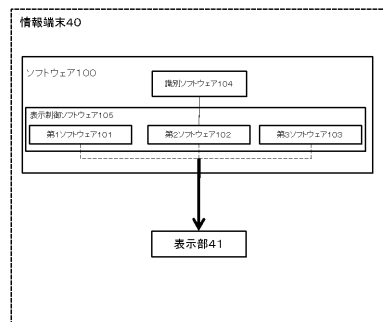 情報端末40
ソフトウェア100
識別ソフトウェア104
表示制御ソフトウェア105
第1ソフトウェア101
第2ソフトウェア102
第3ソフトウェア103
表示部41